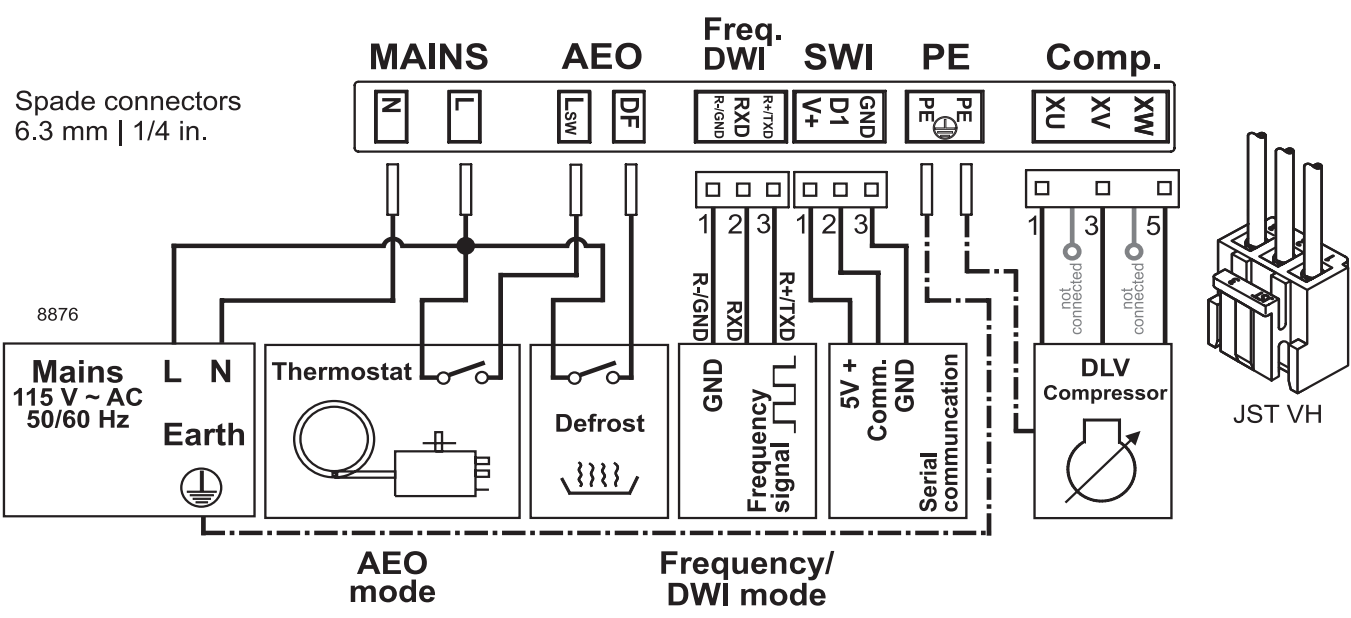 MAINS
AEO
Freq.
DWI
SWI
PE
Comp.
Spade connectors
6.3 mm | 1/4 in.
N
L
LSW
DF
R-/GND
RXD
R+/TXD
V+
D1
GND
PE
PE
XU
XV
XW
1
2
3
1
2
3
1
3
5
not
connected
not
connected
R-/GND
RXD
R+/TXD
8876
Mains
115 V ~ AC
50/60 Hz
L
N
Earth
Thermostat
Defrost
GND
Frequency
signal
5V +
Comm.
GND
Serial
communcation
DLV
Compressor
JST VH
AEO
mode
Frequency/
DWI mode